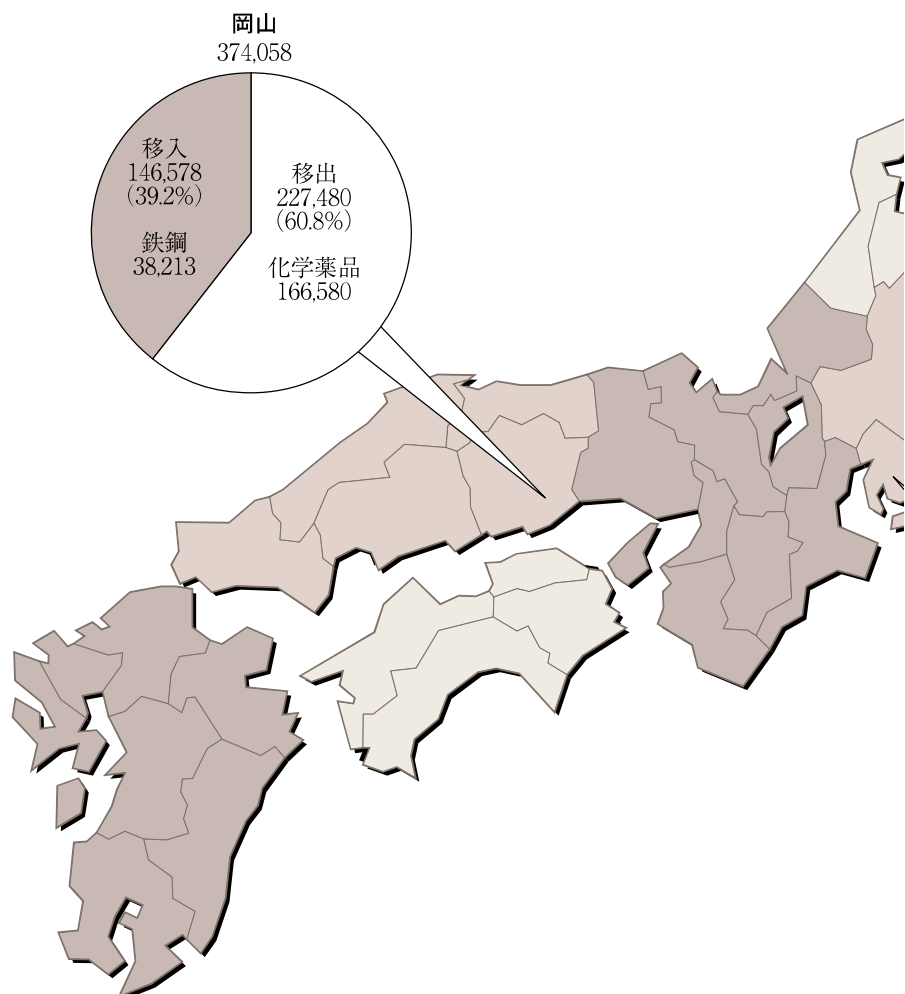 岡山
374,058
移入
146,578
（39.2%）
鉄鋼
38,213
移出
227,480
（60.8%）
化学薬品
166,580